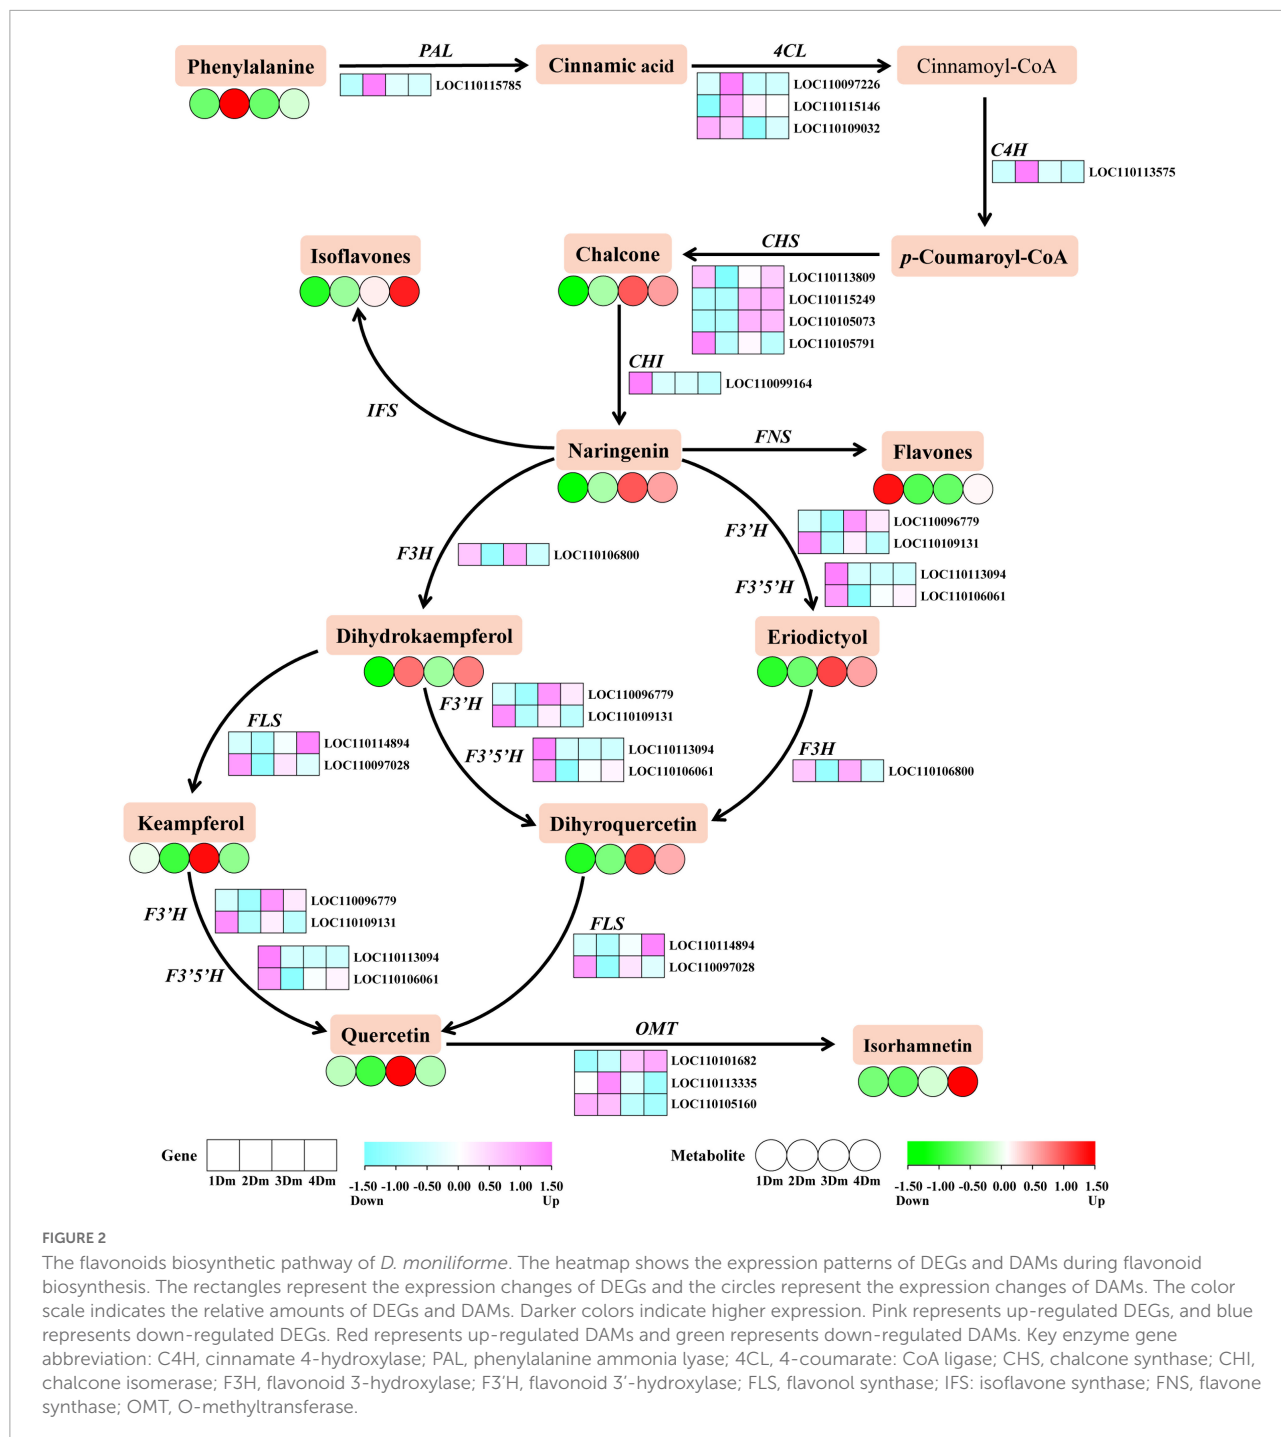 Phenylalanine
PAL
LOC110115785
Cinnamic acid
4CL
LOC110097226
LOC110115146
LOC110109032
Cinnamoyl-CoA
C4H
LOC110113575
Isoflavones
Chalcone
CHS
LOC110113809
LOC110115249
LOC110105073
LOC110105791
p-Coumaroyl-CoA
CHI
LOC110099164
IFS
Naringenin
FNS
Flavones
F3H
LOC110106800
F3’H
LOC110096779
LOC110109131
F3’5’H
LOC110113094
LOC110106061
Dihydrokaempferol
Eriodictyol
FLS
LOC110114894
LOC110097028
F3’H
LOC110096779
LOC110109131
F3’5’H
LOC110113094
LOC110106061
F3H
LOC110106800
Keampferol
Dihyroquercetin
F3’H
LOC110096779
LOC110109131
F3’5’H
LOC110113094
LOC110106061
FLS
LOC110114894
LOC110097028
Quercetin
OMT
LOC110101682
LOC110113335
LOC110105160
Isorhamnetin
Gene
1Dm 2Dm 3Dm 4Dm
-1.50 -1.00 -0.50 0.00 0.50 1.00 1.50
Down Up
Metabolite
1Dm 2Dm 3Dm 4Dm
-1.50 -1.00 -0.50 0.00 0.50 1.00 1.50
Down Up
FIGURE 2
The flavonoids biosynthetic pathway of D. moniliforme. The heatmap shows the expression patterns of DEGs and DAMs during flavonoid
biosynthesis. The rectangles represent the expression changes of DEGs and the circles represent the expression changes of DAMs. The color
scale indicates the relative amounts of DEGs and DAMs. Darker colors indicate higher expression. Pink represents up-regulated DEGs, and blue
represents down-regulated DEGs. Red represents up-regulated DAMs and green represents down-regulated DAMs. Key enzyme gene
abbreviation: C4H, cinnamate 4-hydroxylase; PAL, phenylalanine ammonia lyase; 4CL, 4-coumarate: CoA ligase; CHS, chalcone synthase; CHI,
chalcone isomerase; F3H, flavonoid 3-hydroxylase; F3’H, flavonoid 3’-hydroxylase; FLS, flavonol synthase; IFS: isoflavone synthase; FNS, flavone
synthase; OMT, O-methyltransferase.